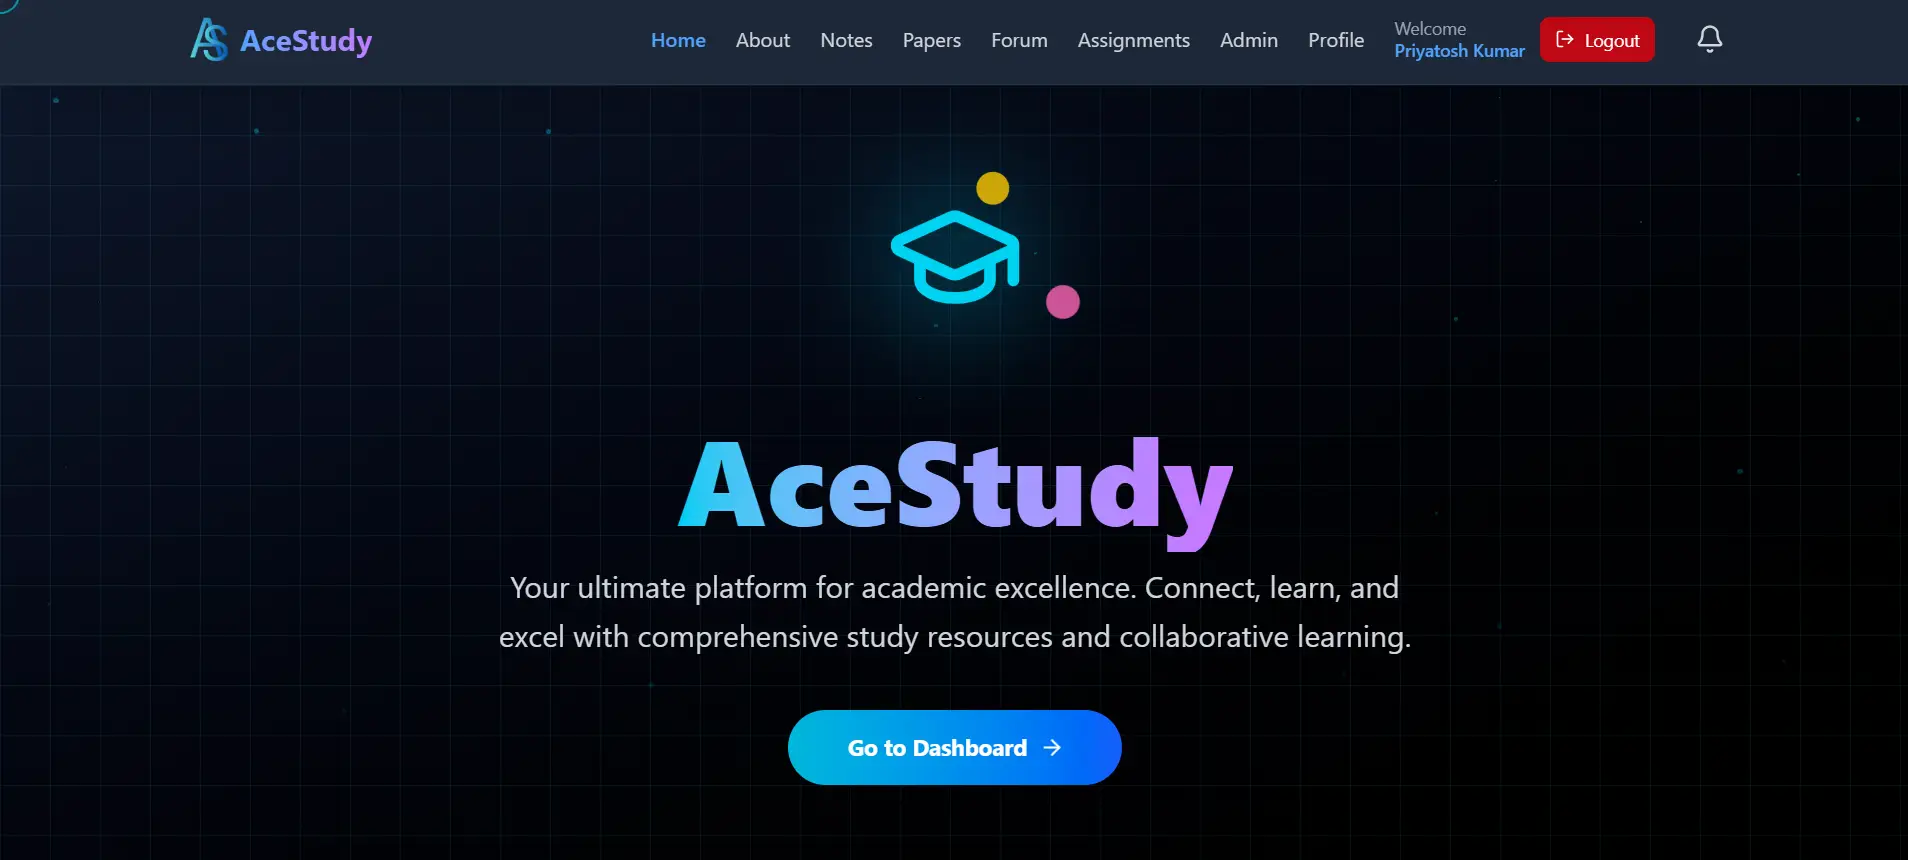 AS AceStudy
Home About Notes Papers Forum Assignments Admin Profile
Welcome
Priyatosh Kumar
Logout
AceStudy
Your ultimate platform for academic excellence. Connect, learn, and
excel with comprehensive study resources and collaborative learning.
Go to Dashboard →